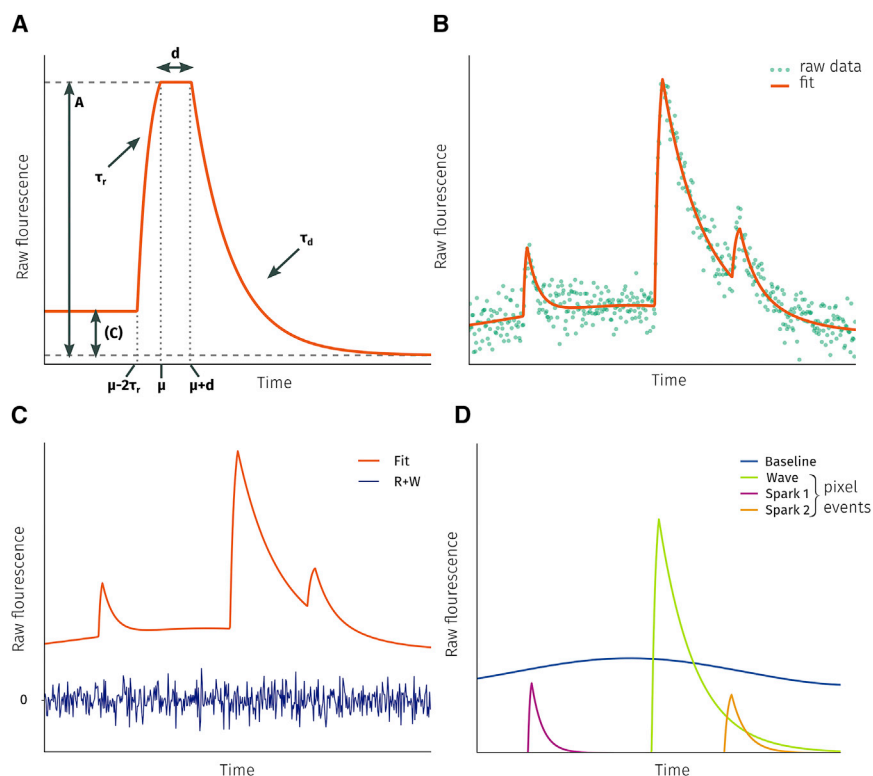 A
d
A
τr
τd
(C)
Raw flourescence
μ-2τr
μ
μ+d
Time
B
raw data
fit
Raw flourescence
Time
C
Fit
R+W
Raw flourescence
0
Time
D
Baseline
Wave
Spark 1
Spark 2
pixel
events
Raw flourescence
Time